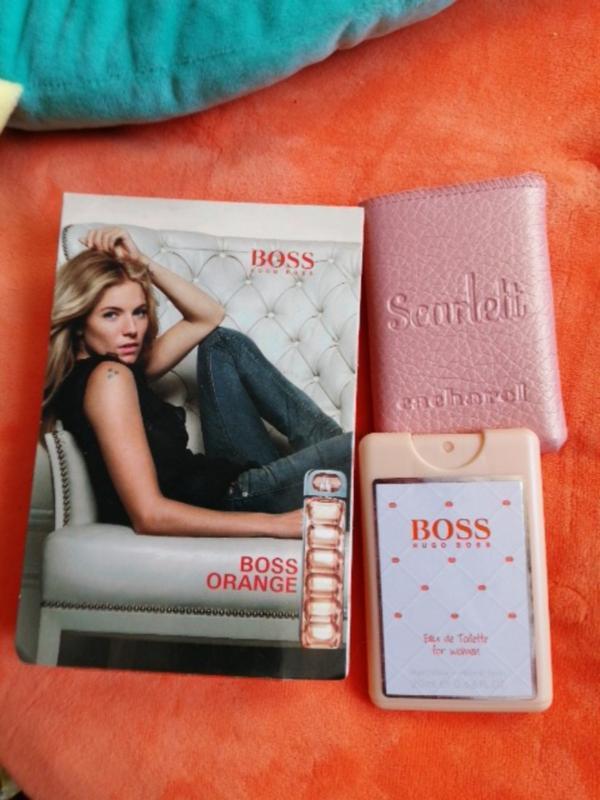 BOSS
HUGO BOSS
BOSS
ORANGE
Scarlett
cacharel
BOSS
HUGO BOSS
Eau de Toilette
for women